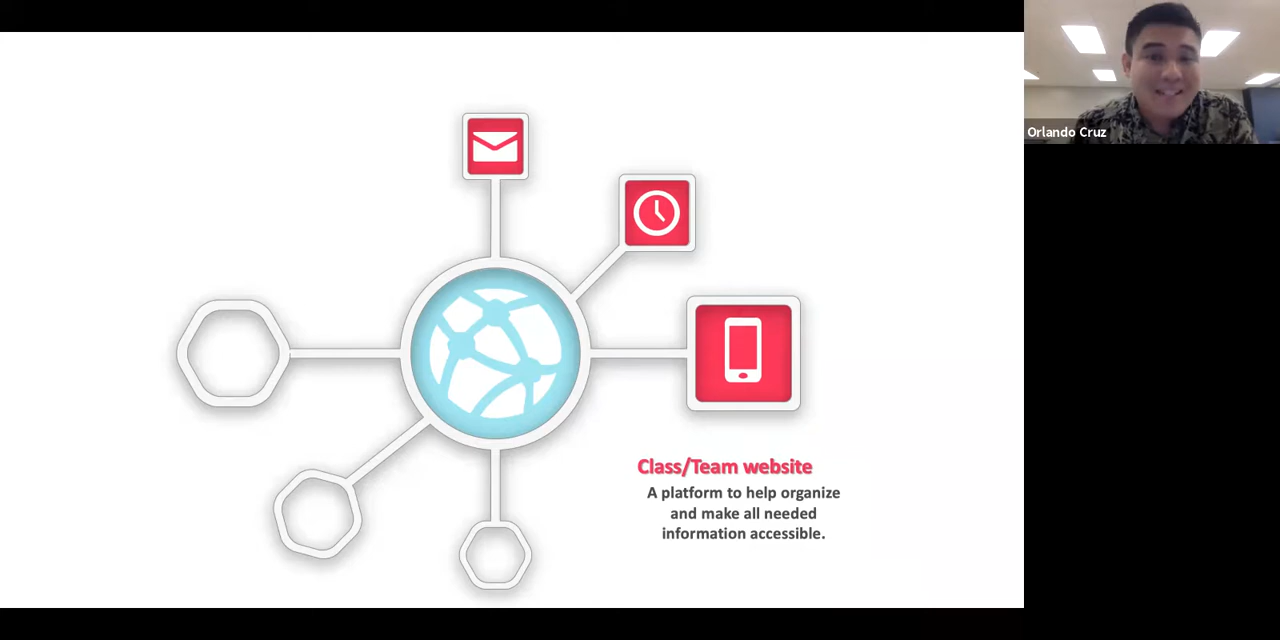 Orlando Cruz
Class/Team website
A platform to help organize
and make all needed
information accessible.